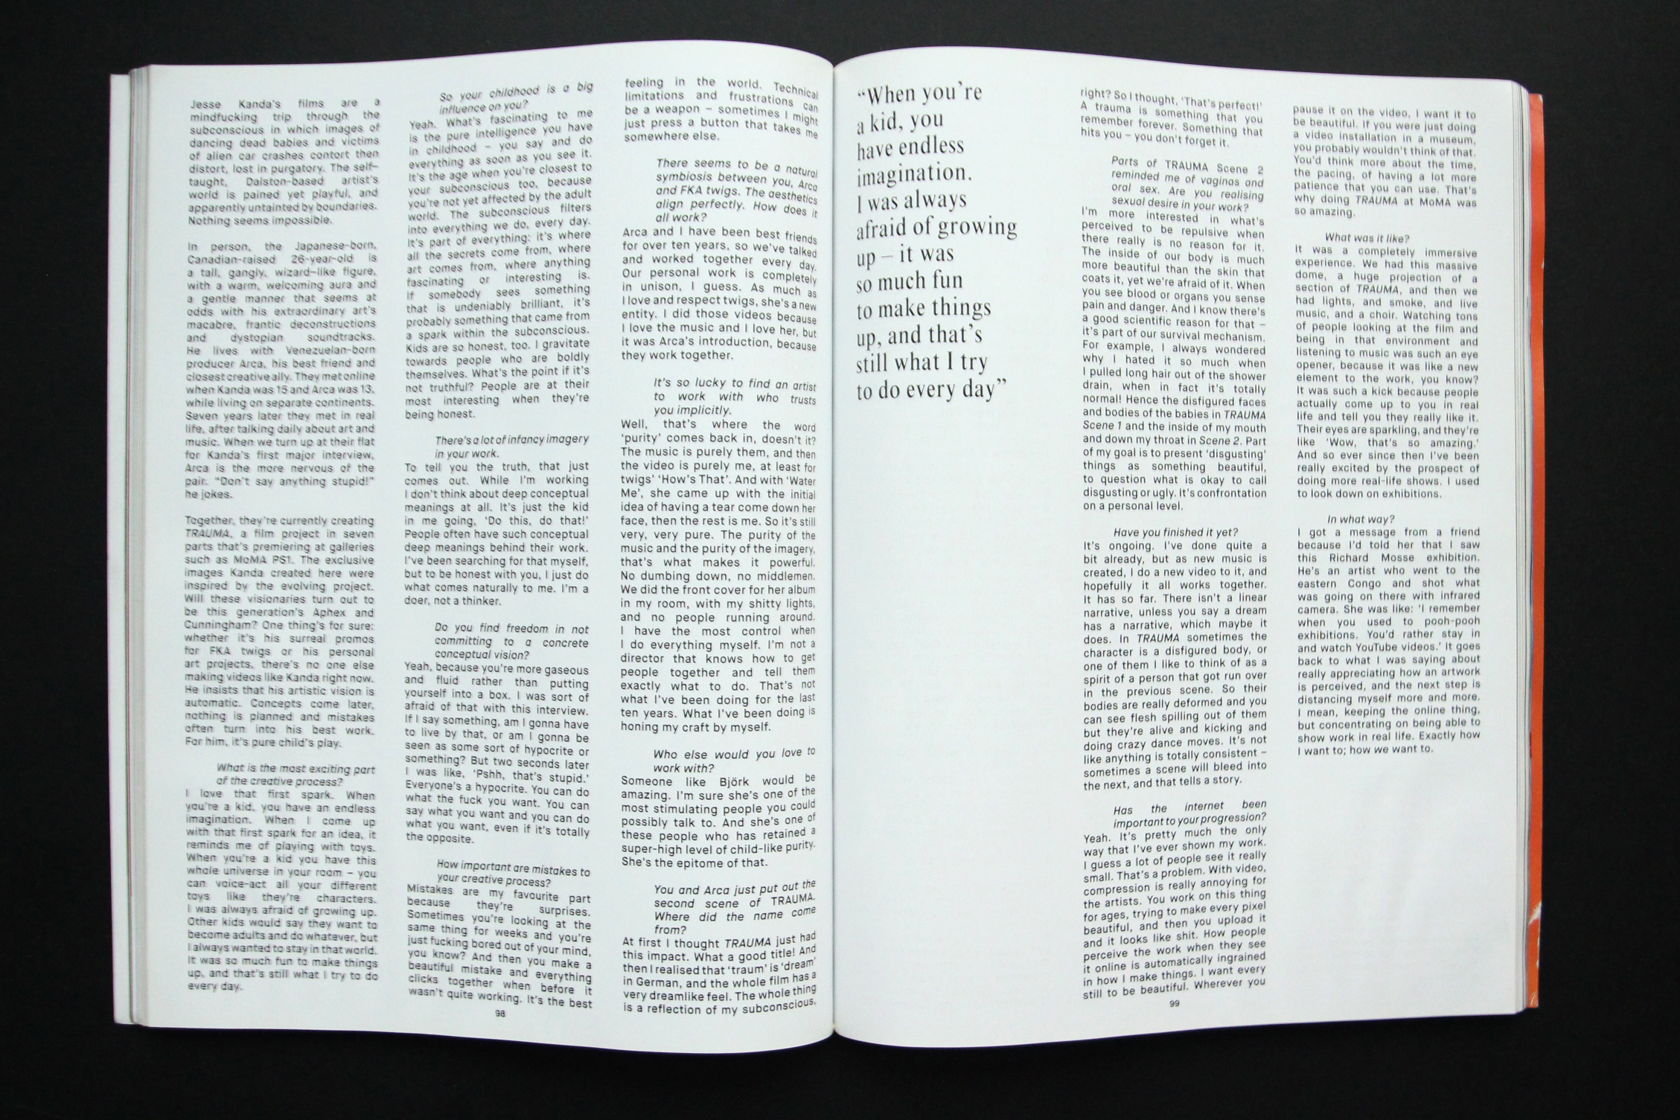 Jesse Kanda's films are a
mindfucking trip through the
subconscious in which images of
dancing dead babies and victims
of alien car crashes contort then
distort, lost in purgatory. The self-
taught, Dalston-based artist's
world is pained yet playful, and
apparently untainted by boundaries.
Nothing seems impossible.
In person, the Japanese-born,
Canadian-raised 26-year-old is
a tall, gangly, wizard-like figure,
with a warm, welcoming aura and
a gentle manner that seems at
odds with his extraordinary art's
macabre, frantic deconstructions
and dystopian soundtracks.
He lives with Venezuelan-born
producer Arca, his best friend and
closest creative ally. They met online
when Kanda was 15 and Arca was 13,
while living on separate continents.
Seven years later they met in real
life, after talking daily about art and
music. When we turn up at their flat
for Kanda's first major interview,
Arca is the more nervous of the
pair. "Don't say anything stupid!"
he jokes.
Together, they're currently creating
TRAUMA, a film project in seven
parts that's premiering at galleries
such as MoMA PS1. The exclusive
images Kanda created here were
inspired by the evolving project.
Will these visionaries turn out to
be this generation's Aphex and
Cunningham? One thing's for sure:
whether it's his surreal promos
for FKA twigs or his personal
art projects, there's no one else
making videos like Kanda right now.
He insists that his artistic vision is
automatic. Concepts come later,
nothing is planned and mistakes
often turn into his best work.
For him, it's pure child's play.
What is the most exciting part
of the creative process?
I love that first spark. When
you're a kid, you have an endless
imagination. When I come up
with that first spark for an idea, it
reminds me of playing with toys.
When you're a kid you have this
whole universe in your room – you
can voice-act all your different
toys like they're characters.
I was always afraid of growing up.
Other kids would say they want to
become adults and do whatever, but
I always wanted to stay in that world.
It was so much fun to make things
up, and that's still what I try to do
every day.
So your childhood is a big
influence on you?
Yeah. What's fascinating to me
is the pure intelligence you have
in childhood – you say and do
everything as soon as you see it.
It's the age when you're closest to
your subconscious too, because
you're not yet affected by the adult
world. The subconscious filters
into everything we do, every day.
It's part of everything: it's where
all the secrets come from, where
art comes from, where anything
fascinating or interesting is.
If somebody sees something
that is undeniably brilliant, it's
probably something that came from
a spark within the subconscious.
Kids are so honest, too. I gravitate
towards people who are boldly
themselves. What's the point if it's
not truthful? People are at their
most interesting when they're
being honest.
There's a lot of infancy imagery
in your work.
To tell you the truth, that just
comes out. While I'm working
I don't think about deep conceptual
meanings at all. It's just the kid
in me going, 'Do this, do that!'
People often have such conceptual
deep meanings behind their work.
I've been searching for that myself,
but to be honest with you, I just do
what comes naturally to me. I'm a
doer, not a thinker.
Do you find freedom in not
committing to a concrete
conceptual vision?
Yeah, because you're more gaseous
and fluid rather than putting
yourself into a box. I was sort of
afraid of that with this interview.
If I say something, am I gonna have
to live by that, or am I gonna be
seen as some sort of hypocrite or
something? But two seconds later
I was like, 'Pshh, that's stupid.'
Everyone's a hypocrite. You can do
what the fuck you want. You can
say what you want and you can do
what you want, even if it's totally
the opposite.
How important are mistakes to
your creative process?
Mistakes are my favourite part
because they're surprises.
Sometimes you're looking at the
same thing for weeks and you're
just fucking bored out of your mind,
you know? And then you make a
beautiful mistake and everything
clicks together when before it
wasn't quite working. It's the best
98
feeling in the world. Technical
limitations and frustrations can
be a weapon – sometimes I might
just press a button that takes me
somewhere else.
There seems to be a natural
symbiosis between you, Arca
and FKA twigs. The aesthetics
align perfectly. How does it
all work?
Arca and I have been best friends
for over ten years, so we've talked
and worked together every day.
Our personal work is completely
in unison, I guess. As much as
I love and respect twigs, she's a new
entity. I did those videos because
I love the music and I love her, but
it was Arca's introduction, because
they work together.
It's so lucky to find an artist
to work with who trusts
you implicitly.
Well, that's where the word
'purity' comes back in, doesn't it?
The music is purely them, and then
the video is purely me, at least for
twigs' 'How's That'. And with 'Water
Me', she came up with the initial
idea of having a tear come down her
face, then the rest is me. So it's still
very, very pure. The purity of the
music and the purity of the imagery,
that's what makes it powerful.
No dumbing down, no middlemen.
We did the front cover for her album
in my room, with my shitty lights,
and no people running around.
I have the most control when
I do everything myself. I'm not a
director that knows how to get
people together and tell them
exactly what to do. That's not
what I've been doing for the last
ten years. What I've been doing is
honing my craft by myself.
Who else would you love to
work with?
Someone like Björk would be
amazing. I'm sure she's one of the
most stimulating people you could
possibly talk to. And she's one of
these people who has retained a
super-high level of child-like purity.
She's the epitome of that.
You and Arca just put out the
second scene of TRAUMA.
Where did the name come
from?
At first I thought TRAUMA just had
this impact. What a good title! And
then I realised that 'traum' is 'dream'
in German, and the whole film has a
very dreamlike feel. The whole thing
is a reflection of my subconscious,
“When you’re
a kid, you
have endless
imagination.
I was always
afraid of growing
up – it was
so much fun
to make things
up, and that’s
still what I try
to do every day”
right? So I thought, 'That's perfect!'
A trauma is something that you
remember forever. Something that
hits you – you don't forget it.
Parts of TRAUMA Scene 2
reminded me of vaginas and
oral sex. Are you realising
sexual desire in your work?
I'm more interested in what's
perceived to be repulsive when
there really is no reason for it.
The inside of our body is much
more beautiful than the skin that
coats it, yet we're afraid of it. When
you see blood or organs you sense
pain and danger. And I know there's
a good scientific reason for that –
it's part of our survival mechanism.
For example, I always wondered
why I hated it so much when
I pulled long hair out of the shower
drain, when in fact it's totally
normal! Hence the disfigured faces
and bodies of the babies in TRAUMA
Scene 1 and the inside of my mouth
and down my throat in Scene 2. Part
of my goal is to present 'disgusting'
things as something beautiful,
to question what is okay to call
disgusting or ugly. It's confrontation
on a personal level.
Have you finished it yet?
It's ongoing. I've done quite a
bit already, but as new music is
created, I do a new video to it, and
hopefully it all works together.
It has so far. There isn't a linear
narrative, unless you say a dream
has a narrative, which maybe it
does. In TRAUMA sometimes the
character is a disfigured body, or
one of them I like to think of as a
spirit of a person that got run over
in the previous scene. So their
bodies are really deformed and you
can see flesh spilling out of them
but they're alive and kicking and
doing crazy dance moves. It's not
like anything is totally consistent –
sometimes a scene will bleed into
the next, and that tells a story.
Has the internet been
important to your progression?
Yeah. It's pretty much the only
way that I've ever shown my work.
I guess a lot of people see it really
small. That's a problem. With video,
compression is really annoying for
the artists. You work on this thing
for ages, trying to make every pixel
beautiful, and then you upload it
and it looks like shit. How people
perceive the work when they see
it online is automatically ingrained
in how I make things. I want every
still to be beautiful. Wherever you
99
pause it on the video, I want it to
be beautiful. If you were just doing
a video installation in a museum,
you probably wouldn't think of that.
You'd think more about the time,
the pacing, of having a lot more
patience that you can use. That's
why doing TRAUMA at MoMA was
so amazing.
What was it like?
It was a completely immersive
experience. We had this massive
dome, a huge projection of a
section of TRAUMA, and then we
had lights, and smoke, and live
music, and a choir. Watching tons
of people looking at the film and
being in that environment and
listening to music was such an eye
opener, because it was like a new
element to the work, you know?
It was such a kick because people
actually come up to you in real
life and tell you they really like it.
Their eyes are sparkling, and they're
like 'Wow, that's so amazing.'
And so ever since then I've been
really excited by the prospect of
doing more real-life shows. I used
to look down on exhibitions.
In what way?
I got a message from a friend
because I'd told her that I saw
this Richard Mosse exhibition.
He's an artist who went to the
eastern Congo and shot what
was going on there with infrared
camera. She was like: 'I remember
when you used to pooh-pooh
exhibitions. You'd rather stay in
and watch YouTube videos.' It goes
back to what I was saying about
really appreciating how an artwork
is perceived, and the next step is
distancing myself more and more.
I mean, keeping the online thing,
but concentrating on being able to
show work in real life. Exactly how
I want to; how we want to.